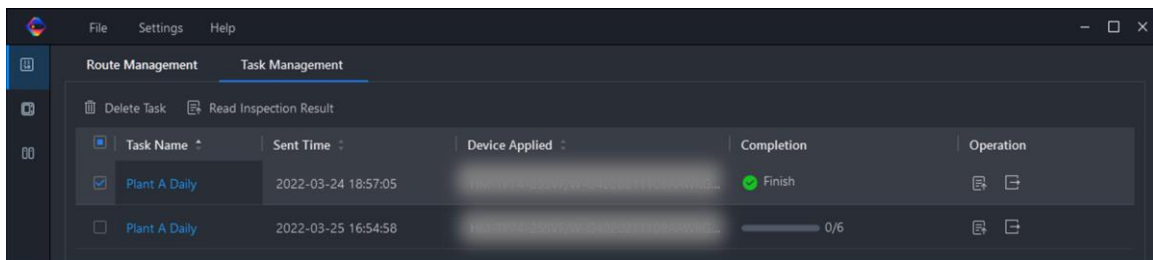 File Settings Help
Route Management Task Management
Delete Task Read Inspection Result
Task Name Sent Time Device Applied Completion Operation
Plant A Daily 2022-03-24 18:57:05 Finish
Plant A Daily 2022-03-25 16:54:58 0/6